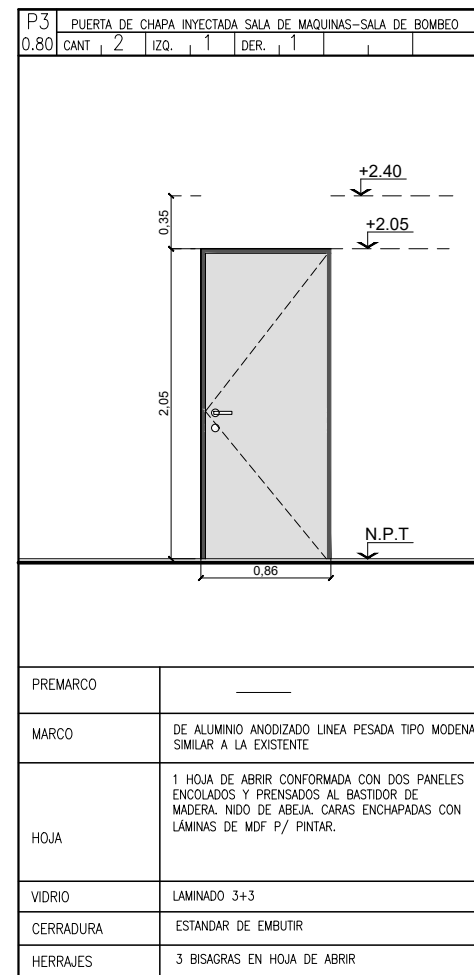 P3 PUERTA DE CHAPA INYECTADA SALA DE MAQUINAS-SALA DE BOMBEO
0.80 CANT 2 IZQ. 1 DER. 1
+2.40
0,35
+2.05
2,05
N.P.T
0,86
PREMARCO
MARCO
DE ALUMINIO ANODIZADO LINEA PESADA TIPO MODENA
SIMILAR A LA EXISTENTE
HOJA
1 HOJA DE ABRIR CONFORMADA CON DOS PANELES
ENCOLADOS Y PRENSADOS AL BASTIDOR DE
MADERA. NIDO DE ABEJA. CARAS ENCHAPADAS CON
LÁMINAS DE MDF P/ PINTAR.
VIDRIO LAMINADO 3+3
CERRADURA ESTANDAR DE EMBUTIR
HERRAJES 3 BISAGRAS EN HOJA DE ABRIR